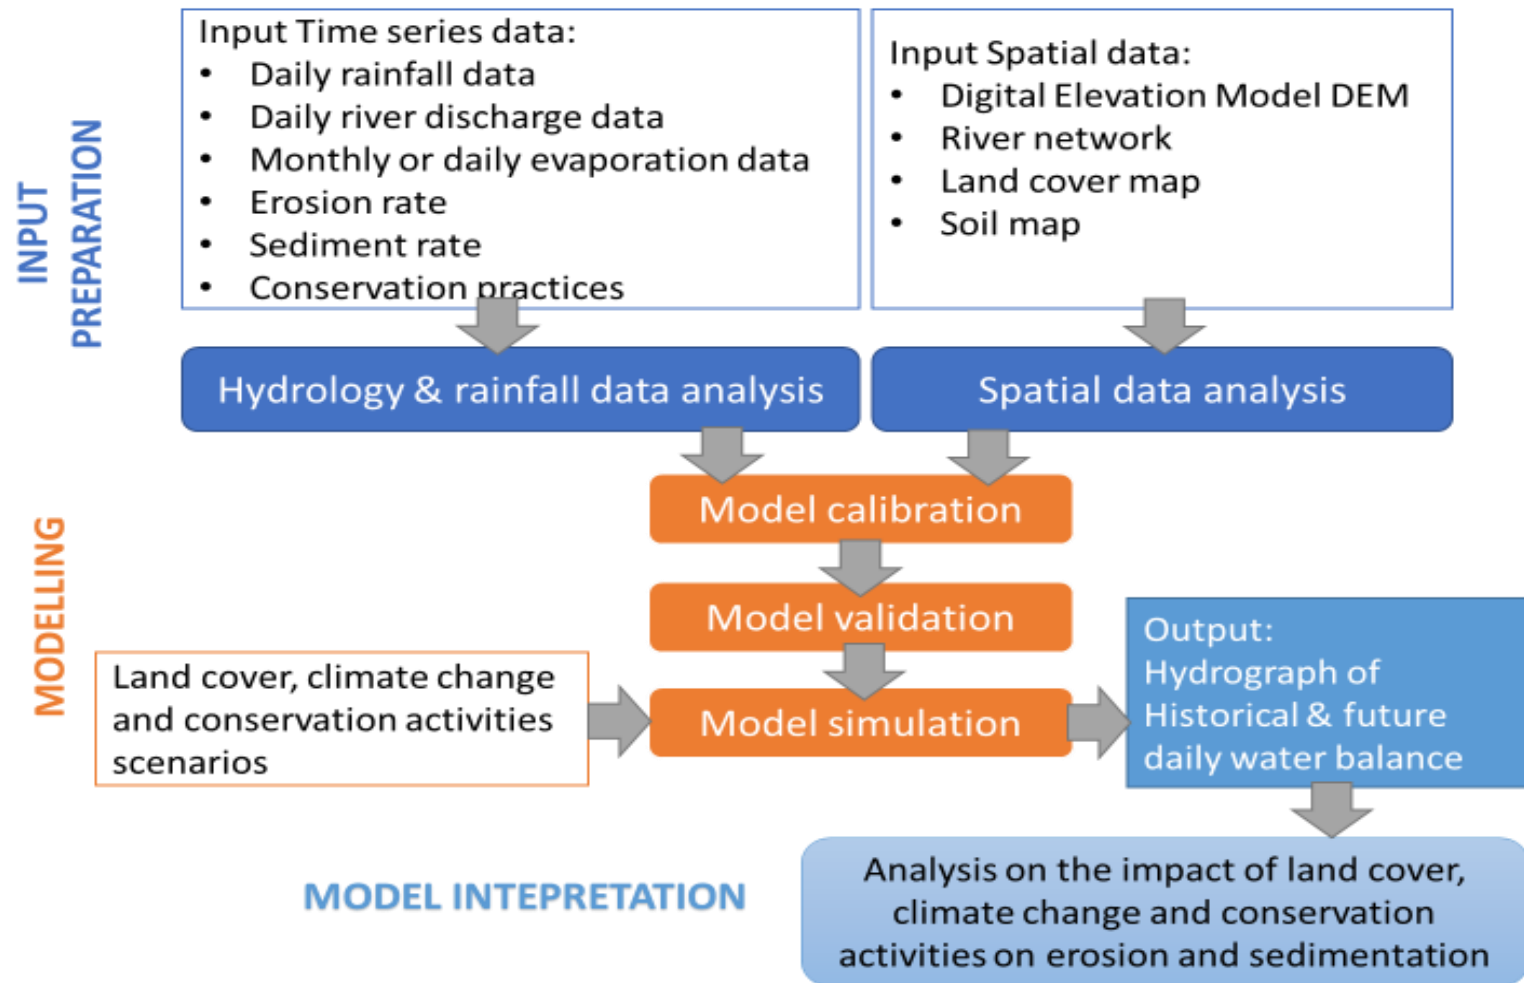 INPUT
PREPARATION
Input Time series data:
• Daily rainfall data
• Daily river discharge data
• Monthly or daily evaporation data
• Erosion rate
• Sediment rate
• Conservation practices
Input Spatial data:
• Digital Elevation Model DEM
• River network
• Land cover map
• Soil map
Hydrology & rainfall data analysis
Spatial data analysis
MODELLING
Model calibration
Model validation
Land cover, climate change
and conservation activities
scenarios
Model simulation
Output:
Hydrograph of
Historical & future
daily water balance
MODEL INTEPRETATION
Analysis on the impact of land cover,
climate change and conservation
activities on erosion and sedimentation